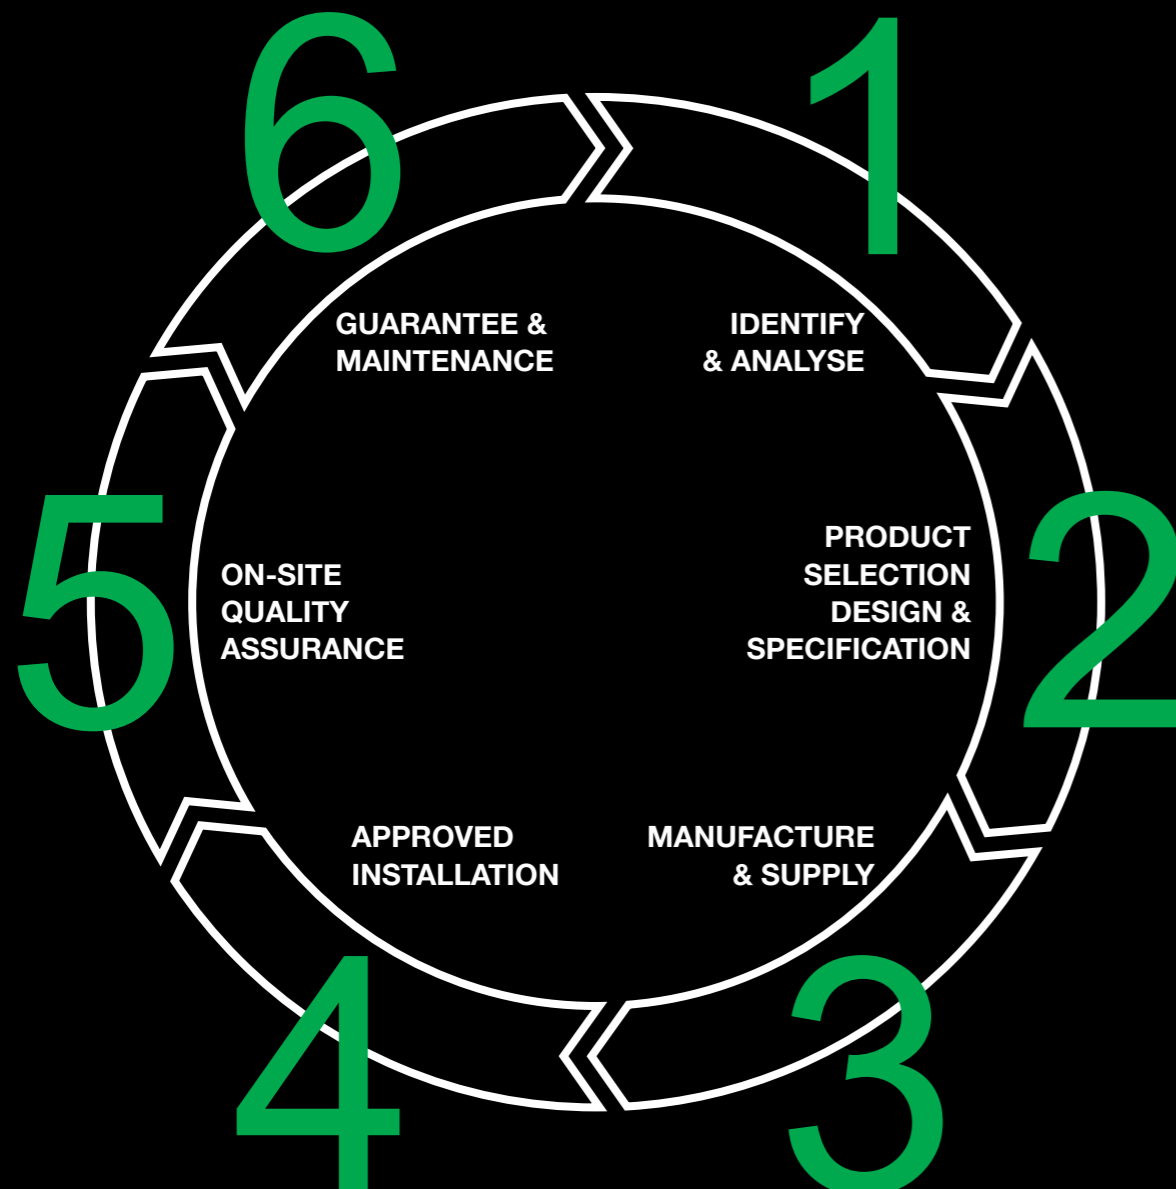 1
IDENTIFY
& ANALYSE
2
PRODUCT
SELECTION
DESIGN &
SPECIFICATION
3
MANUFACTURE
& SUPPLY
4
APPROVED
INSTALLATION
5
ON-SITE
QUALITY
ASSURANCE
6
GUARANTEE &
MAINTENANCE